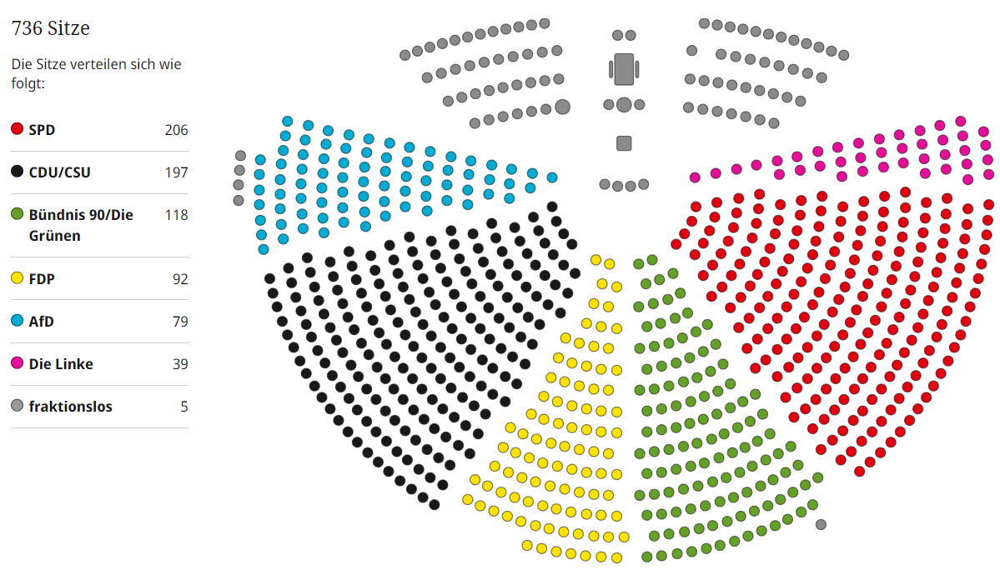 736 Sitze
Die Sitze verteilen sich wie
folgt:
SPD 206
CDU/CSU 197
Bündnis 90/Die 118
Grünen
FDP 92
AfD 79
Die Linke 39
fraktionslos 5